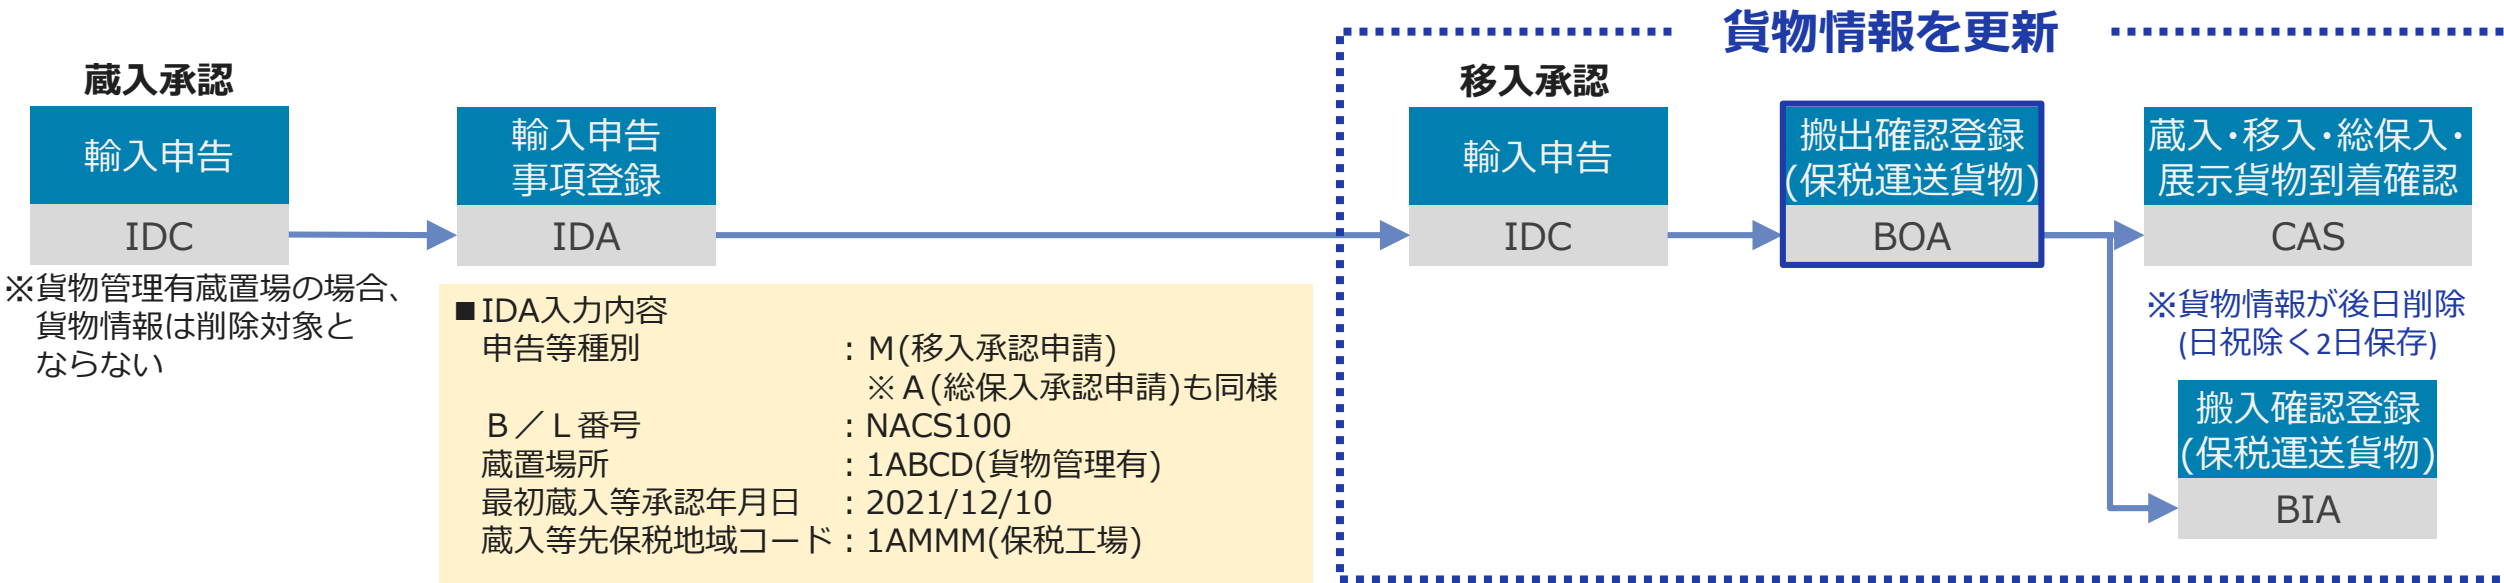 貨物情報を更新
蔵入承認
輸入申告
IDC
※貨物管理有蔵置場の場合、
貨物情報は削除対象と
ならない
輸入申告
事項登録
IDA
■IDA入力内容
申告等種別 ：Ｍ(移入承認申請)
※Ａ(総保入承認申請)も同様
Ｂ／Ｌ番号 ：NACS100
蔵置場所 ：1ABCD(貨物管理有)
最初蔵入等承認年月日 ：2021/12/10
蔵入等先保税地域コード：1AMMM(保税工場)
移入承認
輸入申告
IDC
搬出確認登録
(保税運送貨物)
BOA
蔵入･移入･総保入･
展示貨物到着確認
CAS
※貨物情報が後日削除
(日祝除く2日保存)
搬入確認登録
(保税運送貨物)
BIA